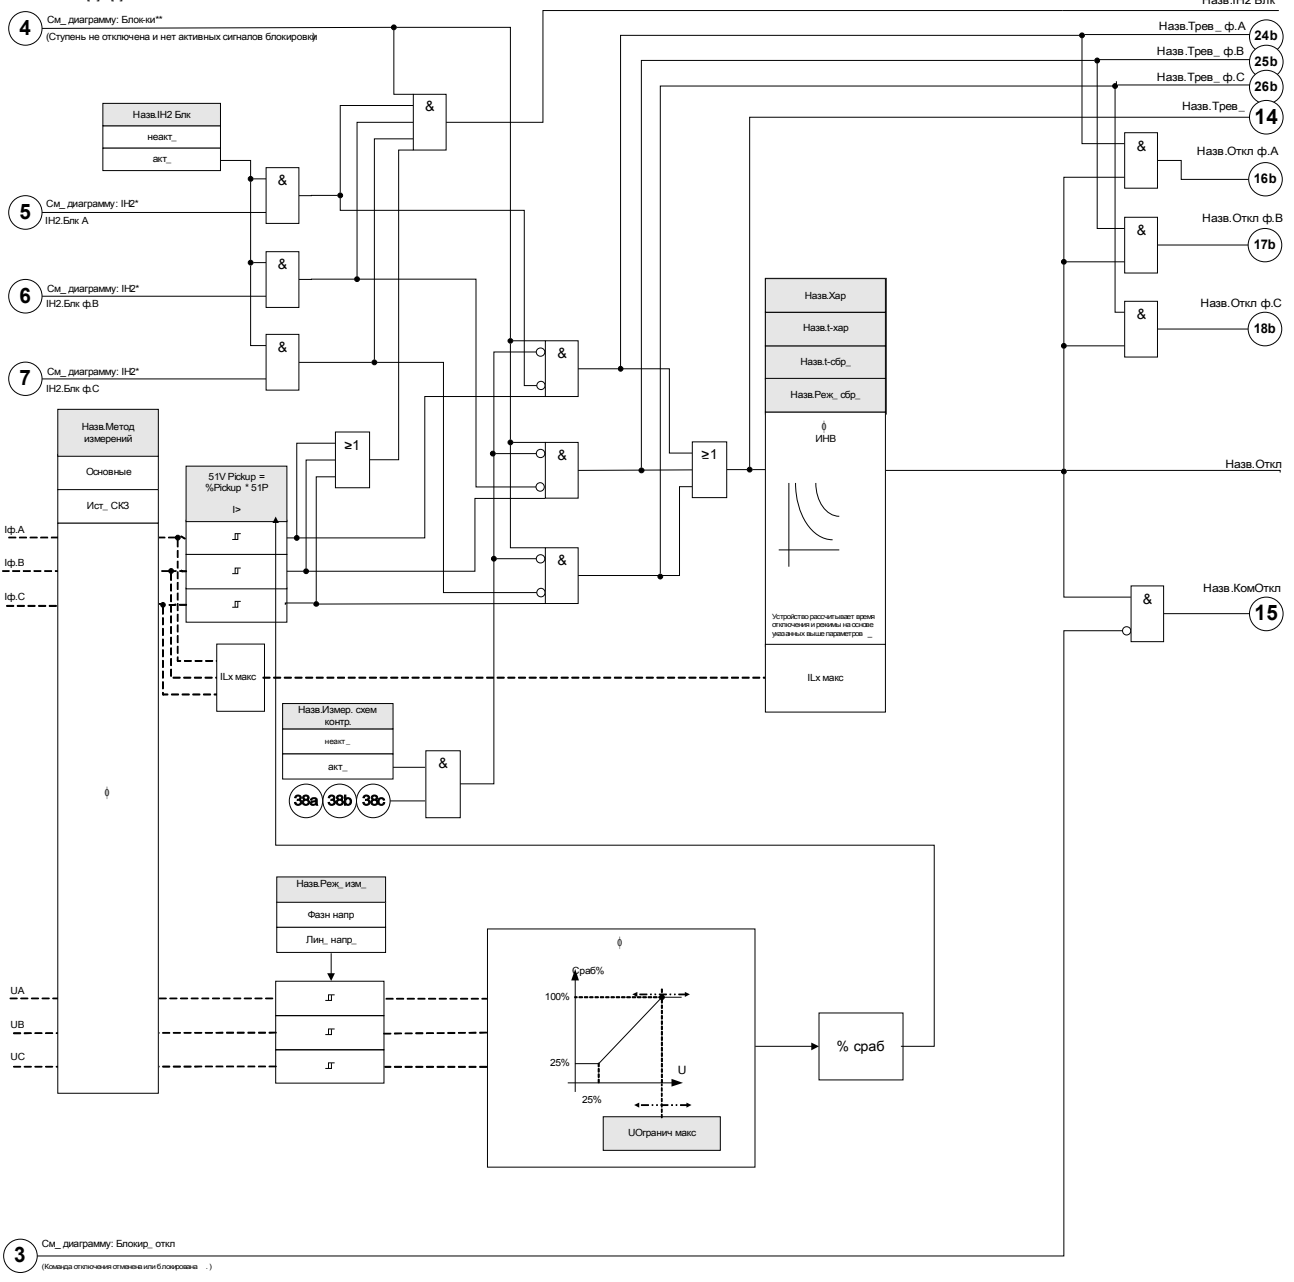 Назв.IH2 Блк
4
См_ диаграмму: Блок-ки**
(Ступень не отключена и нет активных сигналов блокировки)
Назв.Трев_ ф.А
24b
Назв.Трев_ ф.В
25b
Назв.Трев_ ф.С
26b
Назв.Трев_
14
Назв.IH2 Блк
неакт_
акт_
&
&
&
Назв.Откл ф.А
16b
5
См_ диаграмму: IH2*
IH2.Блк А
&
Назв.Откл ф.В
17b
6
См_ диаграмму: IH2*
IH2.Блк ф.В
&
&
Назв.Откл ф.С
18b
7
См_ диаграмму: IH2*
IH2.Блк ф.С
&
Назв.Хар
Назв.t-хар
Назв.t-сбр_
Назв.Реж_ сбр_
ϕ
ИНВ
&
&
&
≥1
≥1
Назв.Откл
Назв.Метод
измерений
Основные
Ист_ СКЗ
51V Pickup =
%Pickup * 51P
I>
Iф.А
Iф.В
Iф.С
Устройство рассчитывает время
отключения и режимы на основе
указанных выше параметров _
ILx макс
ILx макс
&
Назв.КомОткл
15
Назв.Измер. схем
контр.
неакт_
акт_
&
38a 38b 38c
ϕ
Назв.Реж_ изм_
Фазн напр
Лин_ напр_
UA
UB
UC
ϕ
Сраб%
100%
25%
25%
U
UОгранич макс
% сраб
3
См_ диаграмму: Блокир_ откл
(Команда отключения отменена или блокирована . )